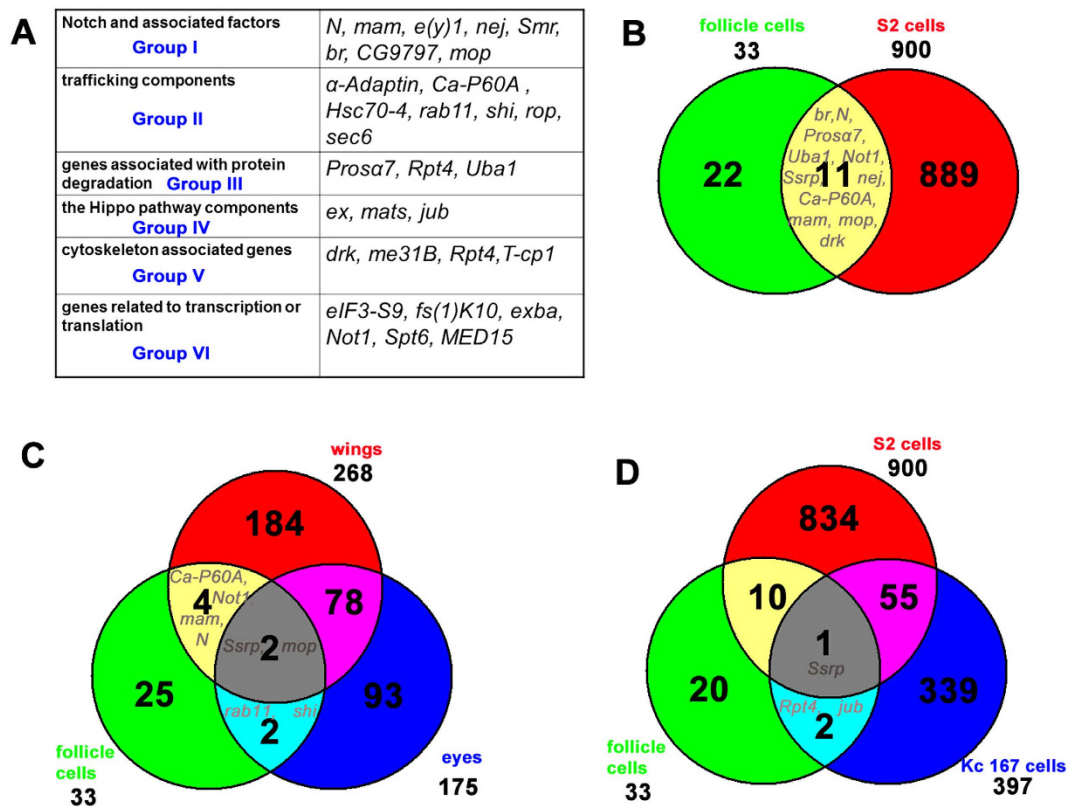 A
Notch and associated factors
Group I
N, mam, e(y)1, nej, Smr,
br, CG9797, mop
trafficking components
Group II
α-Adaptin, Ca-P60A ,
Hsc70-4, rab11, shi, rop,
sec6
genes associated with protein
degradation Group III
Prosα7, Rpt4, Uba1
the Hippo pathway components
Group IV
ex, mats, jub
cytoskeleton associated genes
Group V
drk, me31B, Rpt4,T-cp1
genes related to transcription or
translation
Group VI
eIF3-S9, fs(1)K10, exba,
Not1, Spt6, MED15
B
follicle cells
33
S2 cells
900
22
br,N,
Prosα7,
Uba1, Not1,
Ssrp, 11 nej,
Ca-P60A,
mam, mop,
drk
889
C
wings
268
184
Ca-P60A,
4 Not1,
mam,
N
78
Ssrp, 2 mop
25
93
rab11, shi
2
follicle
cells
33
eyes
175
D
S2 cells
900
834
10
55
1
Ssrp
20
339
Rpt4, jub
2
follicle
cells
33
Kc 167 cells
397